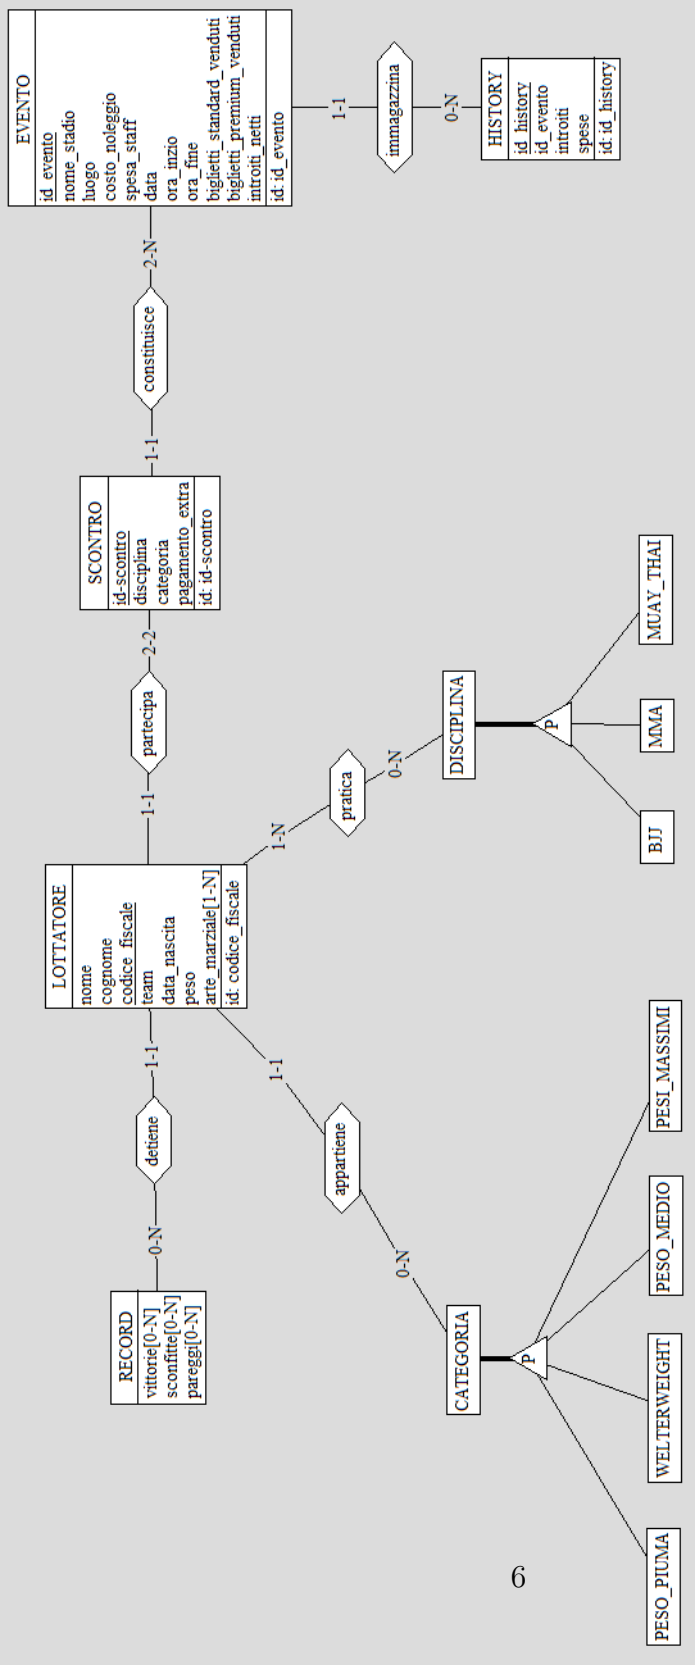 RECORD
vittorie[0-N]
sconfitte[0-N]
pareggi[0-N]
0-N
detiene
1-1
LOTTATORE
nome
cognome
codice_fiscale
team
data_nascita
peso
arte_marziale[1-N]
id: codice_fiscale
1-1
partecipa
2-2
SCONTRO
id-scontro
disciplina
categoria
pagamento_extra
id: id-scontro
1-1
constituisce
2-N
EVENTO
id_evento
nome_stadio
luogo
costo_noleggio
spesa_staff
data
ora_inzio
ora_fine
biglietti_standard_venduti
biglietti_premium_venduti
introiti_netti
id: id_evento
1-1
immagazzina
0-N
HISTORY
id_history
id_evento
introiti
spese
id: id_history
1-1
appartiene
0-N
CATEGORIA
P
PESO_PIUMA
WELTERWEIGHT
PESO_MEDIO
PESI_MASSIMI
1-N
pratica
0-N
DISCIPLINA
P
BJJ
MMA
MUAY_THAI
6